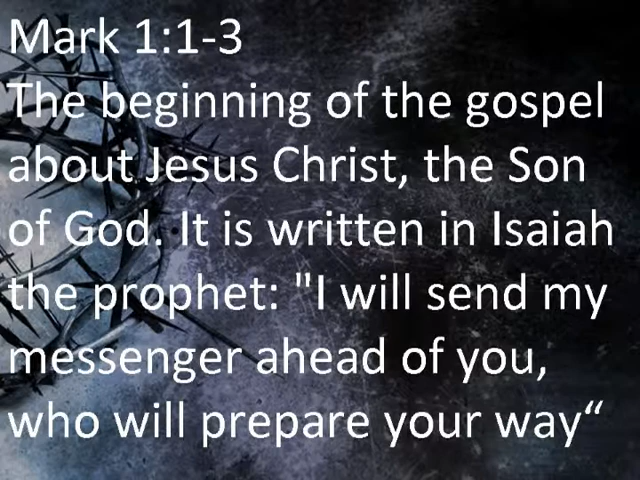 Mark 1:1-3
The beginning of the gospel
about Jesus Christ, the Son
of God. It is written in Isaiah
the prophet: "I will send my
messenger ahead of you,
who will prepare your way“